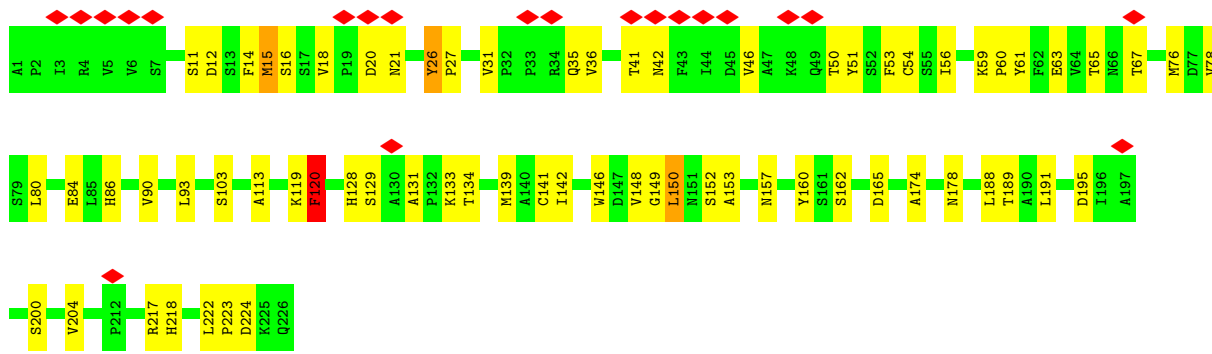 A1 P2 I3 R4 V5 V6 S7 S11 D12 S13 F14 M15 S16 S17 V18 P19 D20 N21 Y26 P27 V31 P32 P33 R34 Q35 V36 T41 N42 F43 I44 D45 V46 A47 K48 Q49 T50 Y51 S52 F53 C54 S55 I56 K59 P60 Y61 F62 E63 V64 T65 N66 T67 M76 D77 V78
S79 L80 E84 L85 H86 V90 L93 S103 A113 K119 F120 H128 S129 A130 A131 P132 K133 T134 M139 A140 C141 I142 W146 D147 V148 G149 L150 N151 S152 A153 N157 Y160 S161 S162 D165 A174 N178 L188 T189 A190 L191 D195 I196 A197
S200 V204 P212 R217 H218 L222 P223 D224 K225 Q226